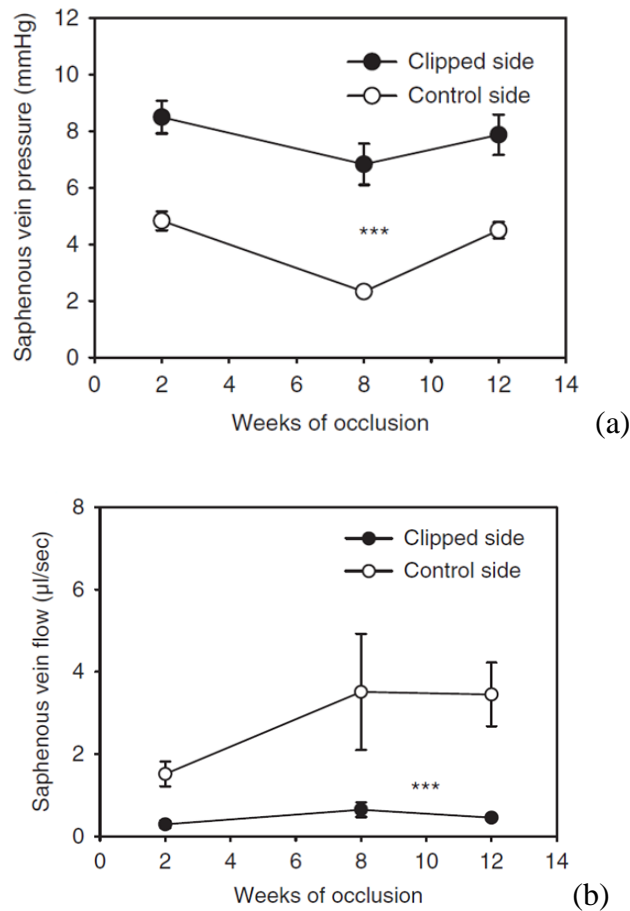 12
10
8
6
4
2
0
Saphenous vein pressure (mmHg)
Clipped side
Control side
***
0 2 4 6 8 10 12 14
Weeks of occlusion
(a)
8
6
4
2
0
Saphenous vein flow (µl/sec)
Clipped side
Control side
***
0 2 4 6 8 10 12 14
Weeks of occlusion
(b)